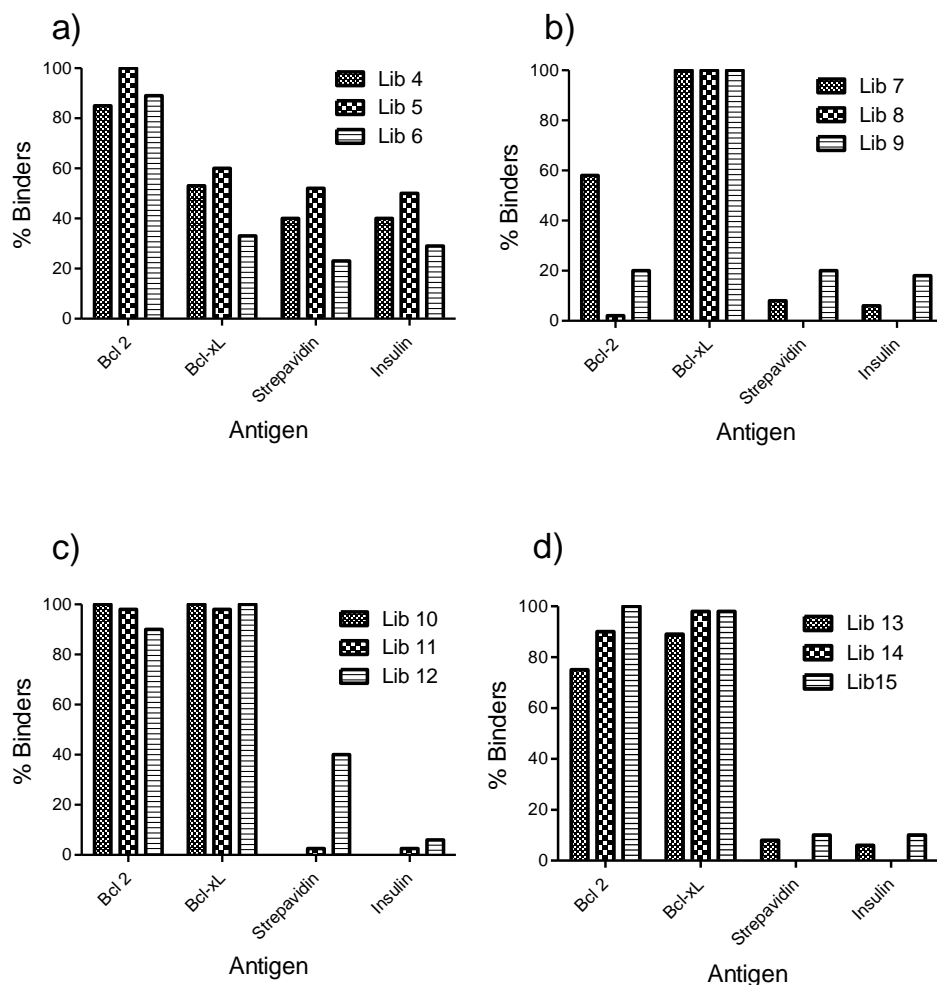 a)
% Binders
100
80
60
40
20
0
Lib 4
Lib 5
Lib 6
Bcl 2
Bcl-xL
Strepavidin
Insulin
Antigen
b)
% Binders
100
80
60
40
20
0
Lib 7
Lib 8
Lib 9
Bcl-2
Bcl-xL
Strepavidin
Insulin
Antigen
c)
% Binders
100
80
60
40
20
0
Lib 10
Lib 11
Lib 12
Bcl 2
Bcl-xL
Strepavidin
Insulin
Antigen
d)
% Binders
100
80
60
40
20
0
Lib 13
Lib 14
Lib15
Bcl 2
Bcl-xL
Strepavidin
Insulin
Antigen